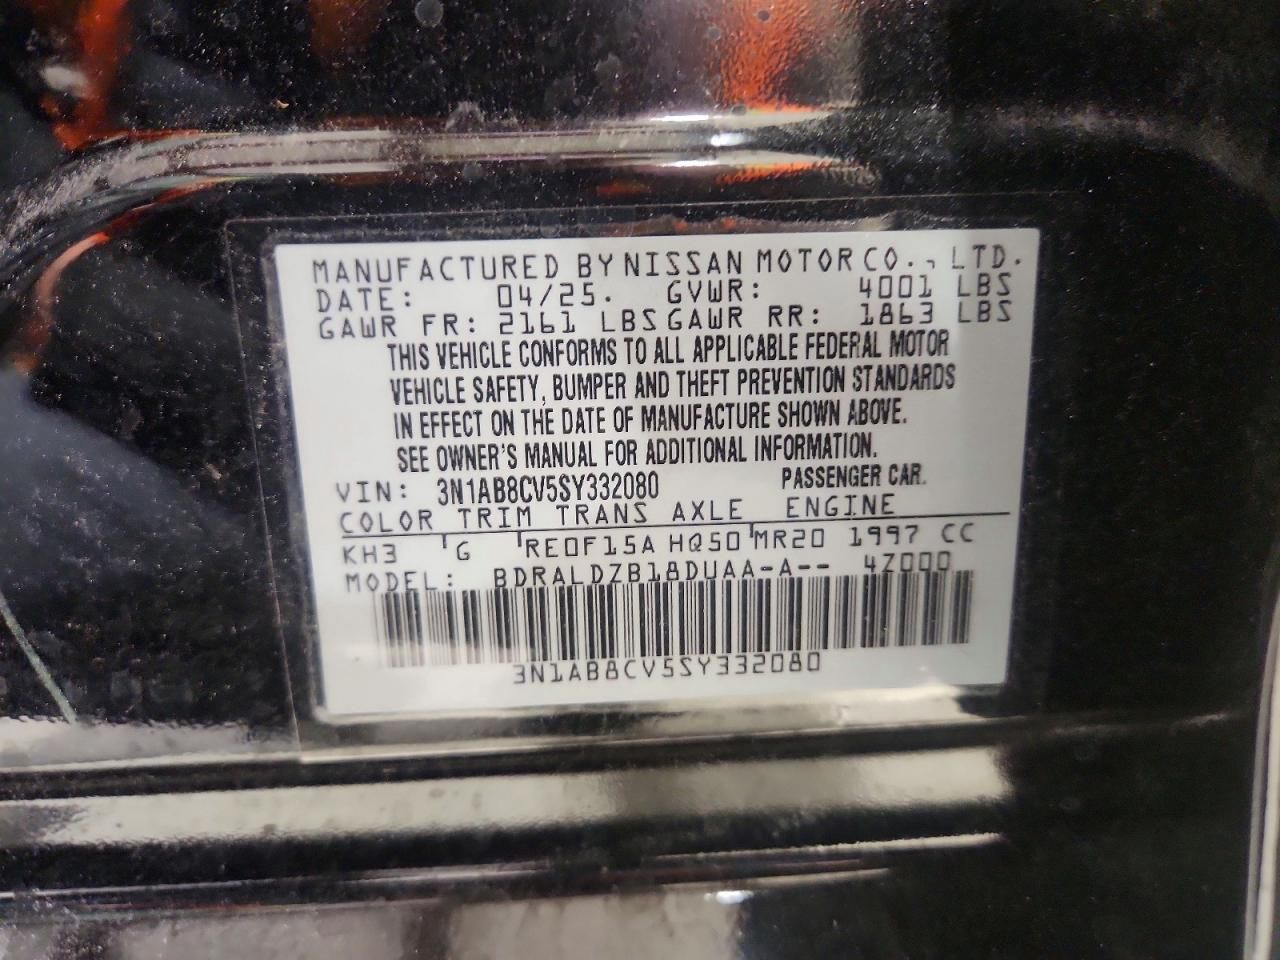 MANUFACTURED BY NISSAN MOTOR CO., LTD.
DATE: 04/25. GVWR: 4001 LBS
GAWR FR: 2161 LBS GAWR RR: 1863 LBS
THIS VEHICLE CONFORMS TO ALL APPLICABLE FEDERAL MOTOR
VEHICLE SAFETY, BUMPER AND THEFT PREVENTION STANDARDS
IN EFFECT ON THE DATE OF MANUFACTURE SHOWN ABOVE.
SEE OWNER'S MANUAL FOR ADDITIONAL INFORMATION.
VIN: 3N1AB8CV5SY332080 PASSENGER CAR.
COLOR TRIM TRANS AXLE ENGINE
KH3 G RE0F15A HQ50 MR20 1997 CC
MODEL: BDRALDZB18DUAA-A-- 4Z000
3N1AB8CV5SY332080